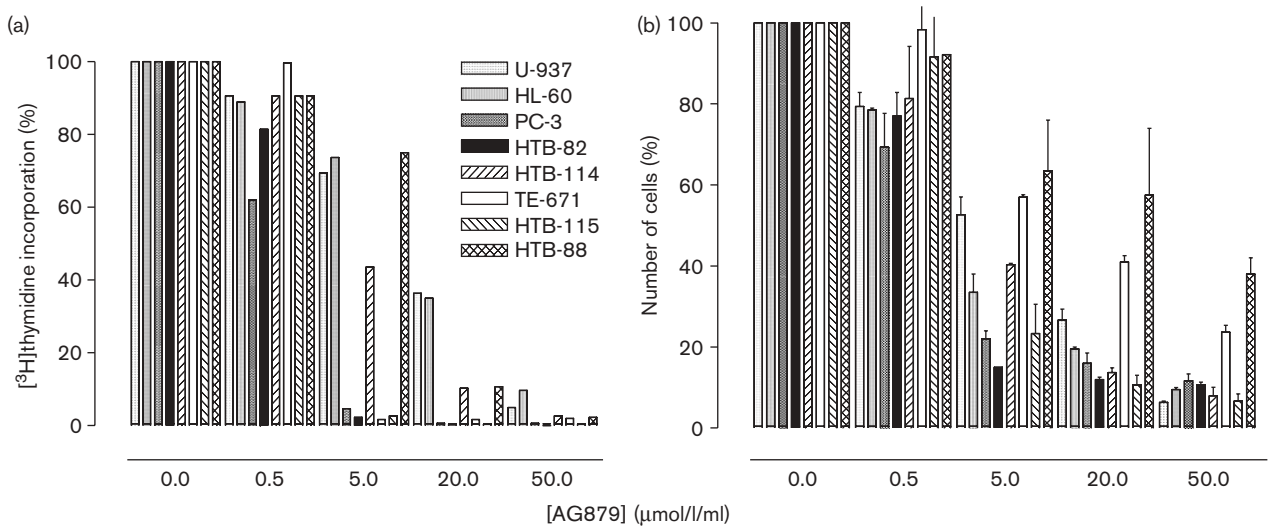 (a)
[³H]thymidine incorporation (%)
100
80
60
40
20
0
U-937
HL-60
PC-3
HTB-82
HTB-114
TE-671
HTB-115
HTB-88
0.0 0.5 5.0 20.0 50.0
(b)
Number of cells (%)
100
80
60
40
20
0
0.0 0.5 5.0 20.0 50.0
[AG879] (μmol/l/ml)